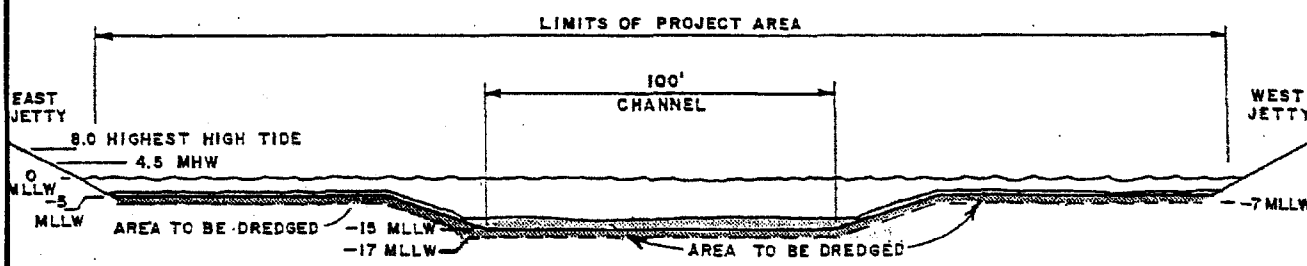 LIMITS OF PROJECT AREA
100'
CHANNEL
EAST
JETTY
WEST
JETTY
8.0 HIGHEST HIGH TIDE
4.5 MHW
0
MLLW
-5
MLLW
AREA TO BE DREDGED
-15 MLLW
-17 MLLW
AREA TO BE DREDGED
-7 MLLW